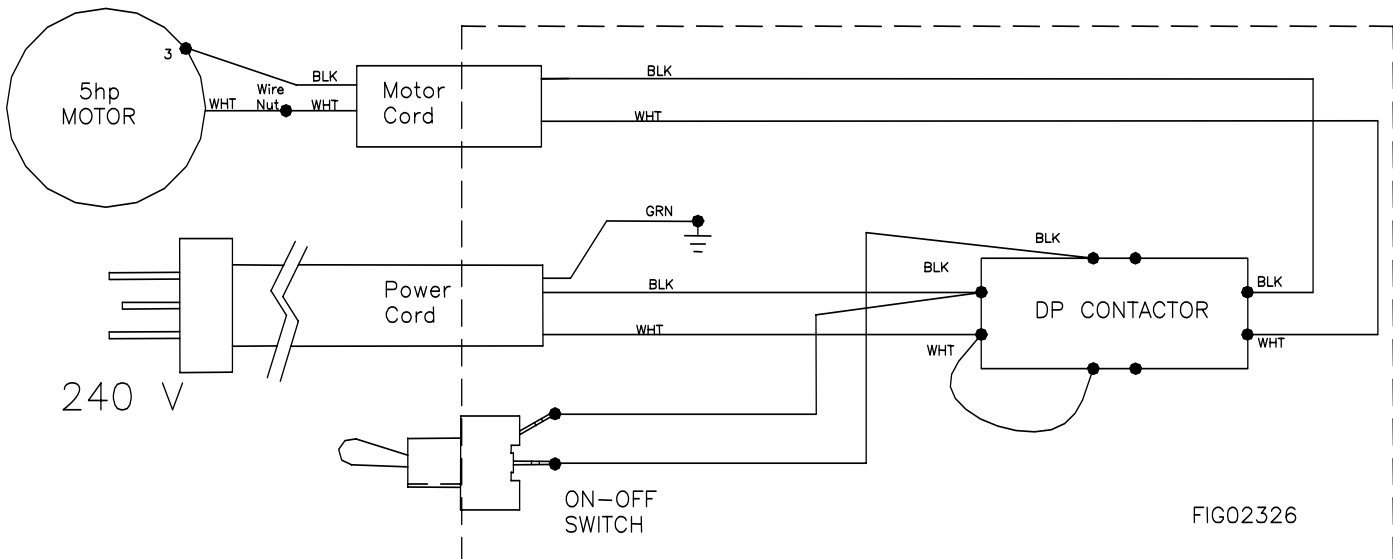 3
5hp
MOTOR
BLK
Wire
Nut
WHT
WHT
Motor
Cord
BLK
WHT
GRN
BLK
BLK
Power
Cord
BLK
WHT
DP CONTACTOR
BLK
WHT
WHT
240 V
ON-OFF
SWITCH
FIG02326